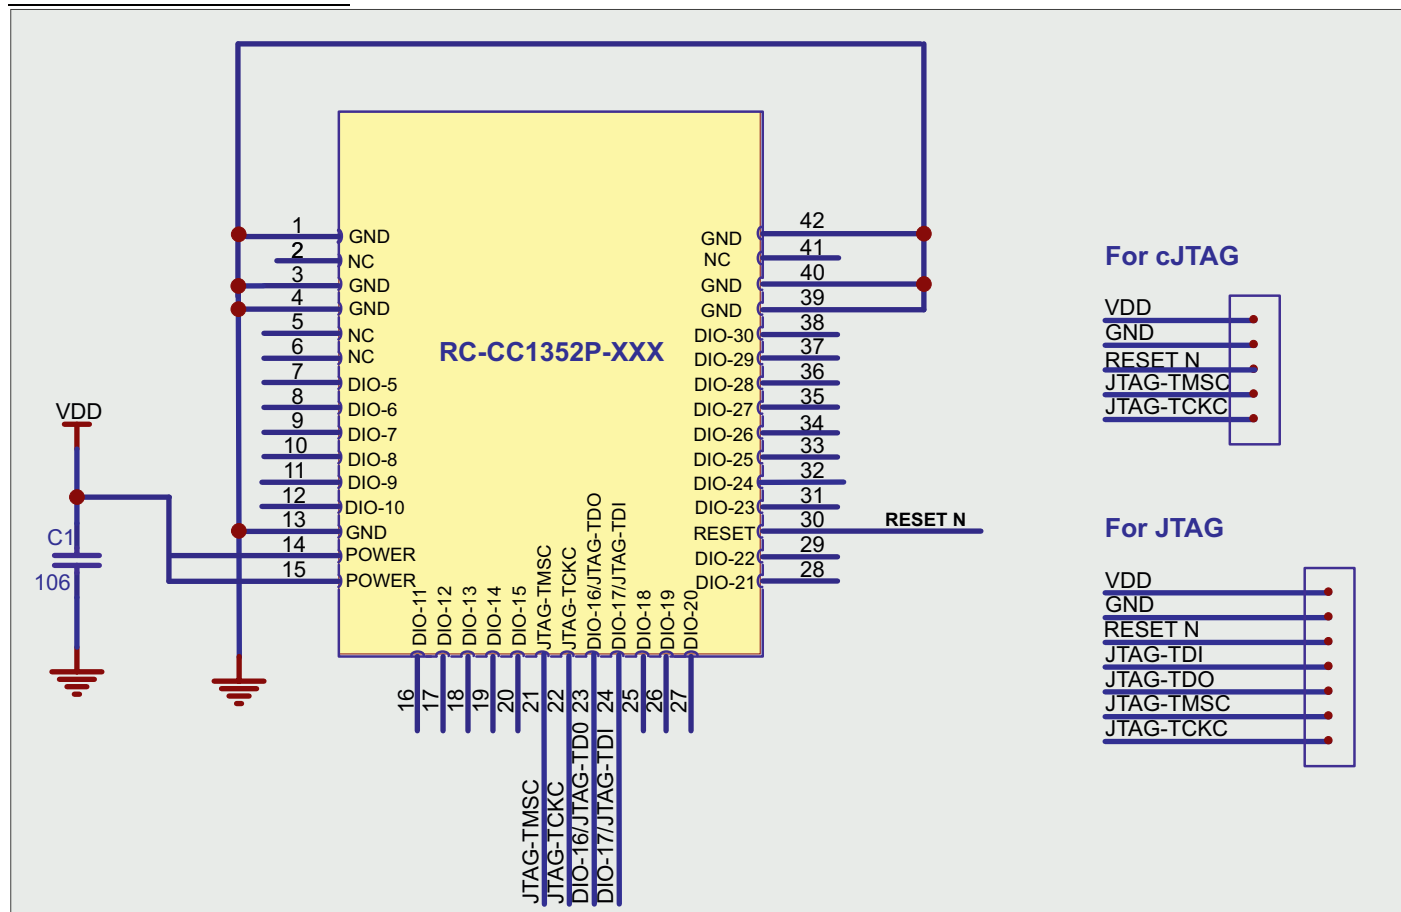 1
GND
2
NC
3
GND
4
GND
5
NC
6
NC
7
DIO-5
8
DIO-6
9
DIO-7
10
DIO-8
11
DIO-9
12
DIO-10
13
GND
14
POWER
15
POWER
VDD
C1
106
RC-CC1352P-XXX
42
GND
41
NC
40
GND
39
GND
38
DIO-30
37
DIO-29
36
DIO-28
35
DIO-27
34
DIO-26
33
DIO-25
32
DIO-24
31
DIO-23
30
RESET
RESET N
29
DIO-22
28
DIO-21
DIO-11
DIO-12
DIO-13
DIO-14
DIO-15
JTAG-TMSC
JTAG-TCKC
DIO-16/JTAG-TDO
DIO-17/JTAG-TDI
DIO-18
DIO-19
DIO-20
16
17
18
19
20
21
22
23
24
25
26
27
JTAG-TMSC
JTAG-TCKC
DIO-16/JTAG-TD0
DIO-17/JTAG-TDI
For cJTAG
VDD
GND
RESET N
JTAG-TMSC
JTAG-TCKC
For JTAG
VDD
GND
RESET N
JTAG-TDI
JTAG-TDO
JTAG-TMSC
JTAG-TCKC